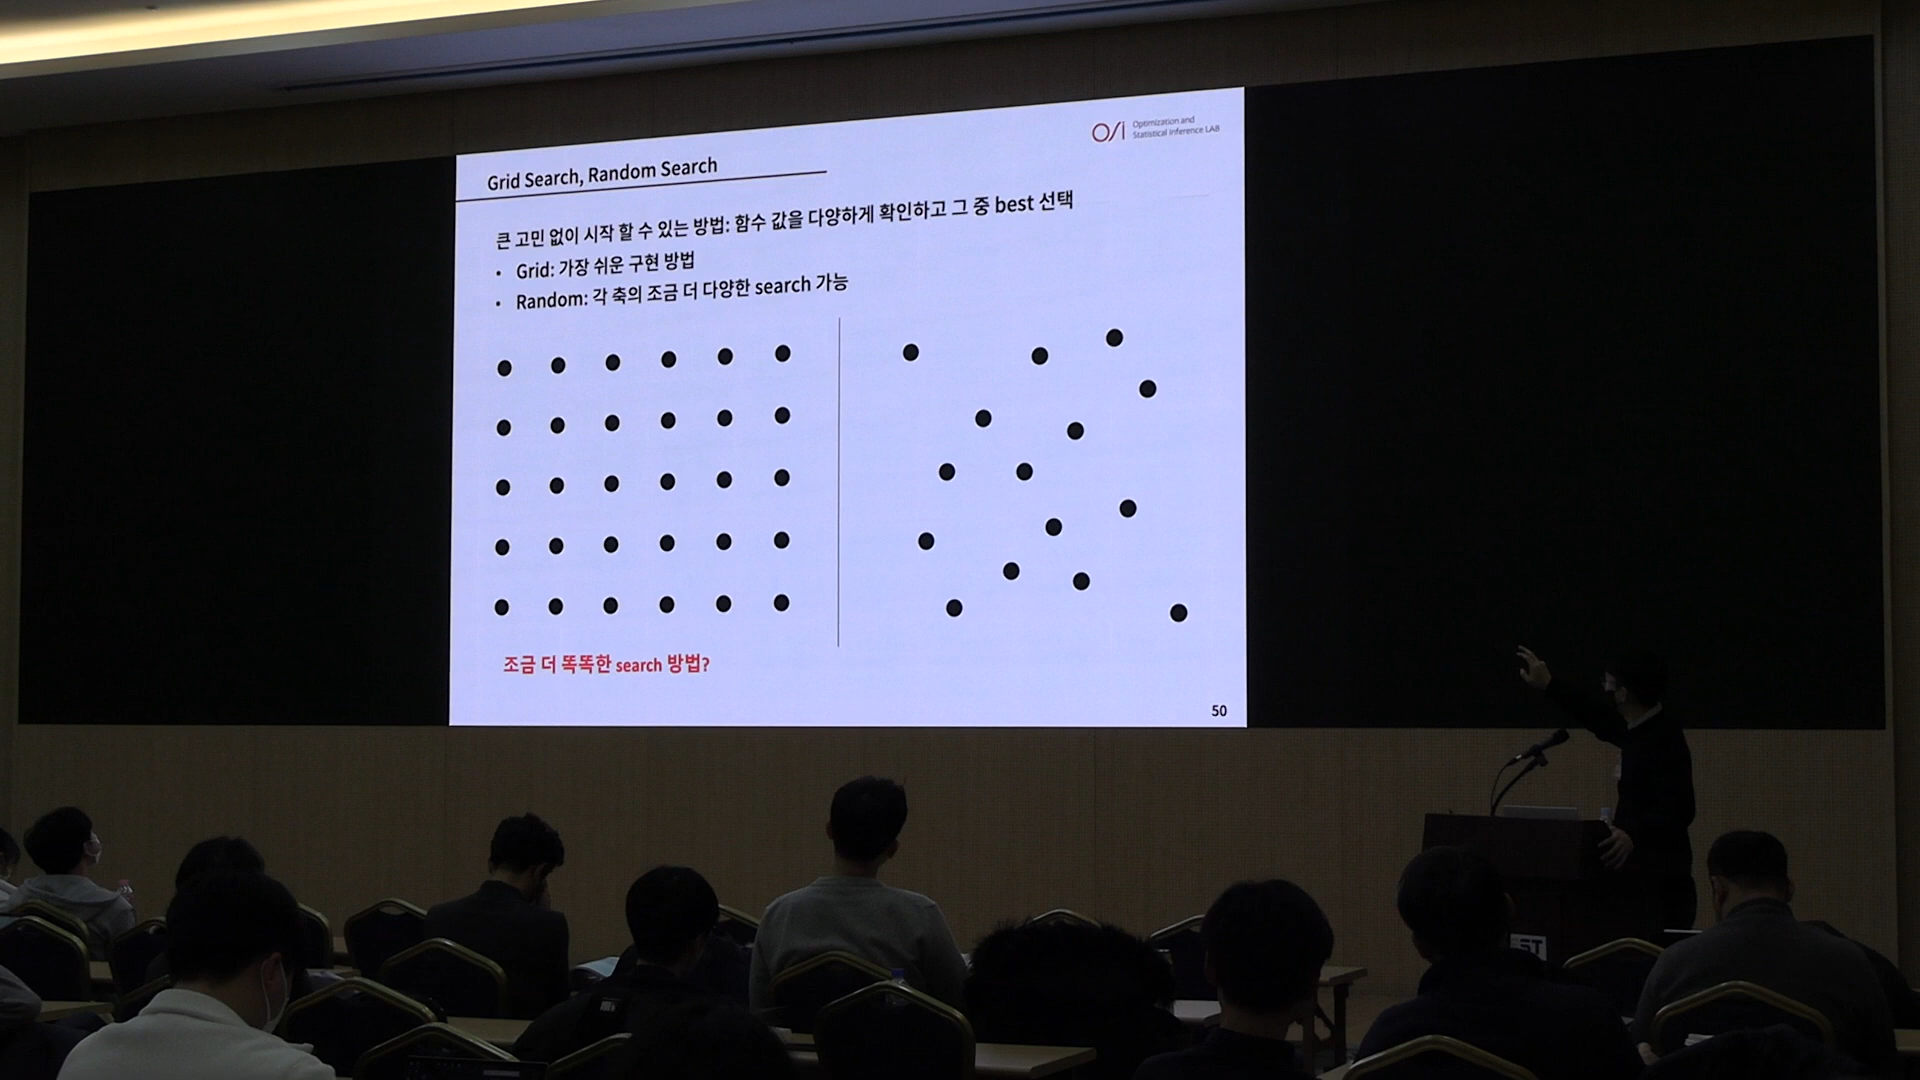 Optimization and
Statistical Inference LAB
Grid Search, Random Search
큰 고민 없이 시작 할 수 있는 방법: 함수 값을 다양하게 확인하고 그 중 best 선택
• Grid: 가장 쉬운 구현 방법
• Random: 각 축의 조금 더 다양한 search 가능
조금 더 똑똑한 search 방법?
50